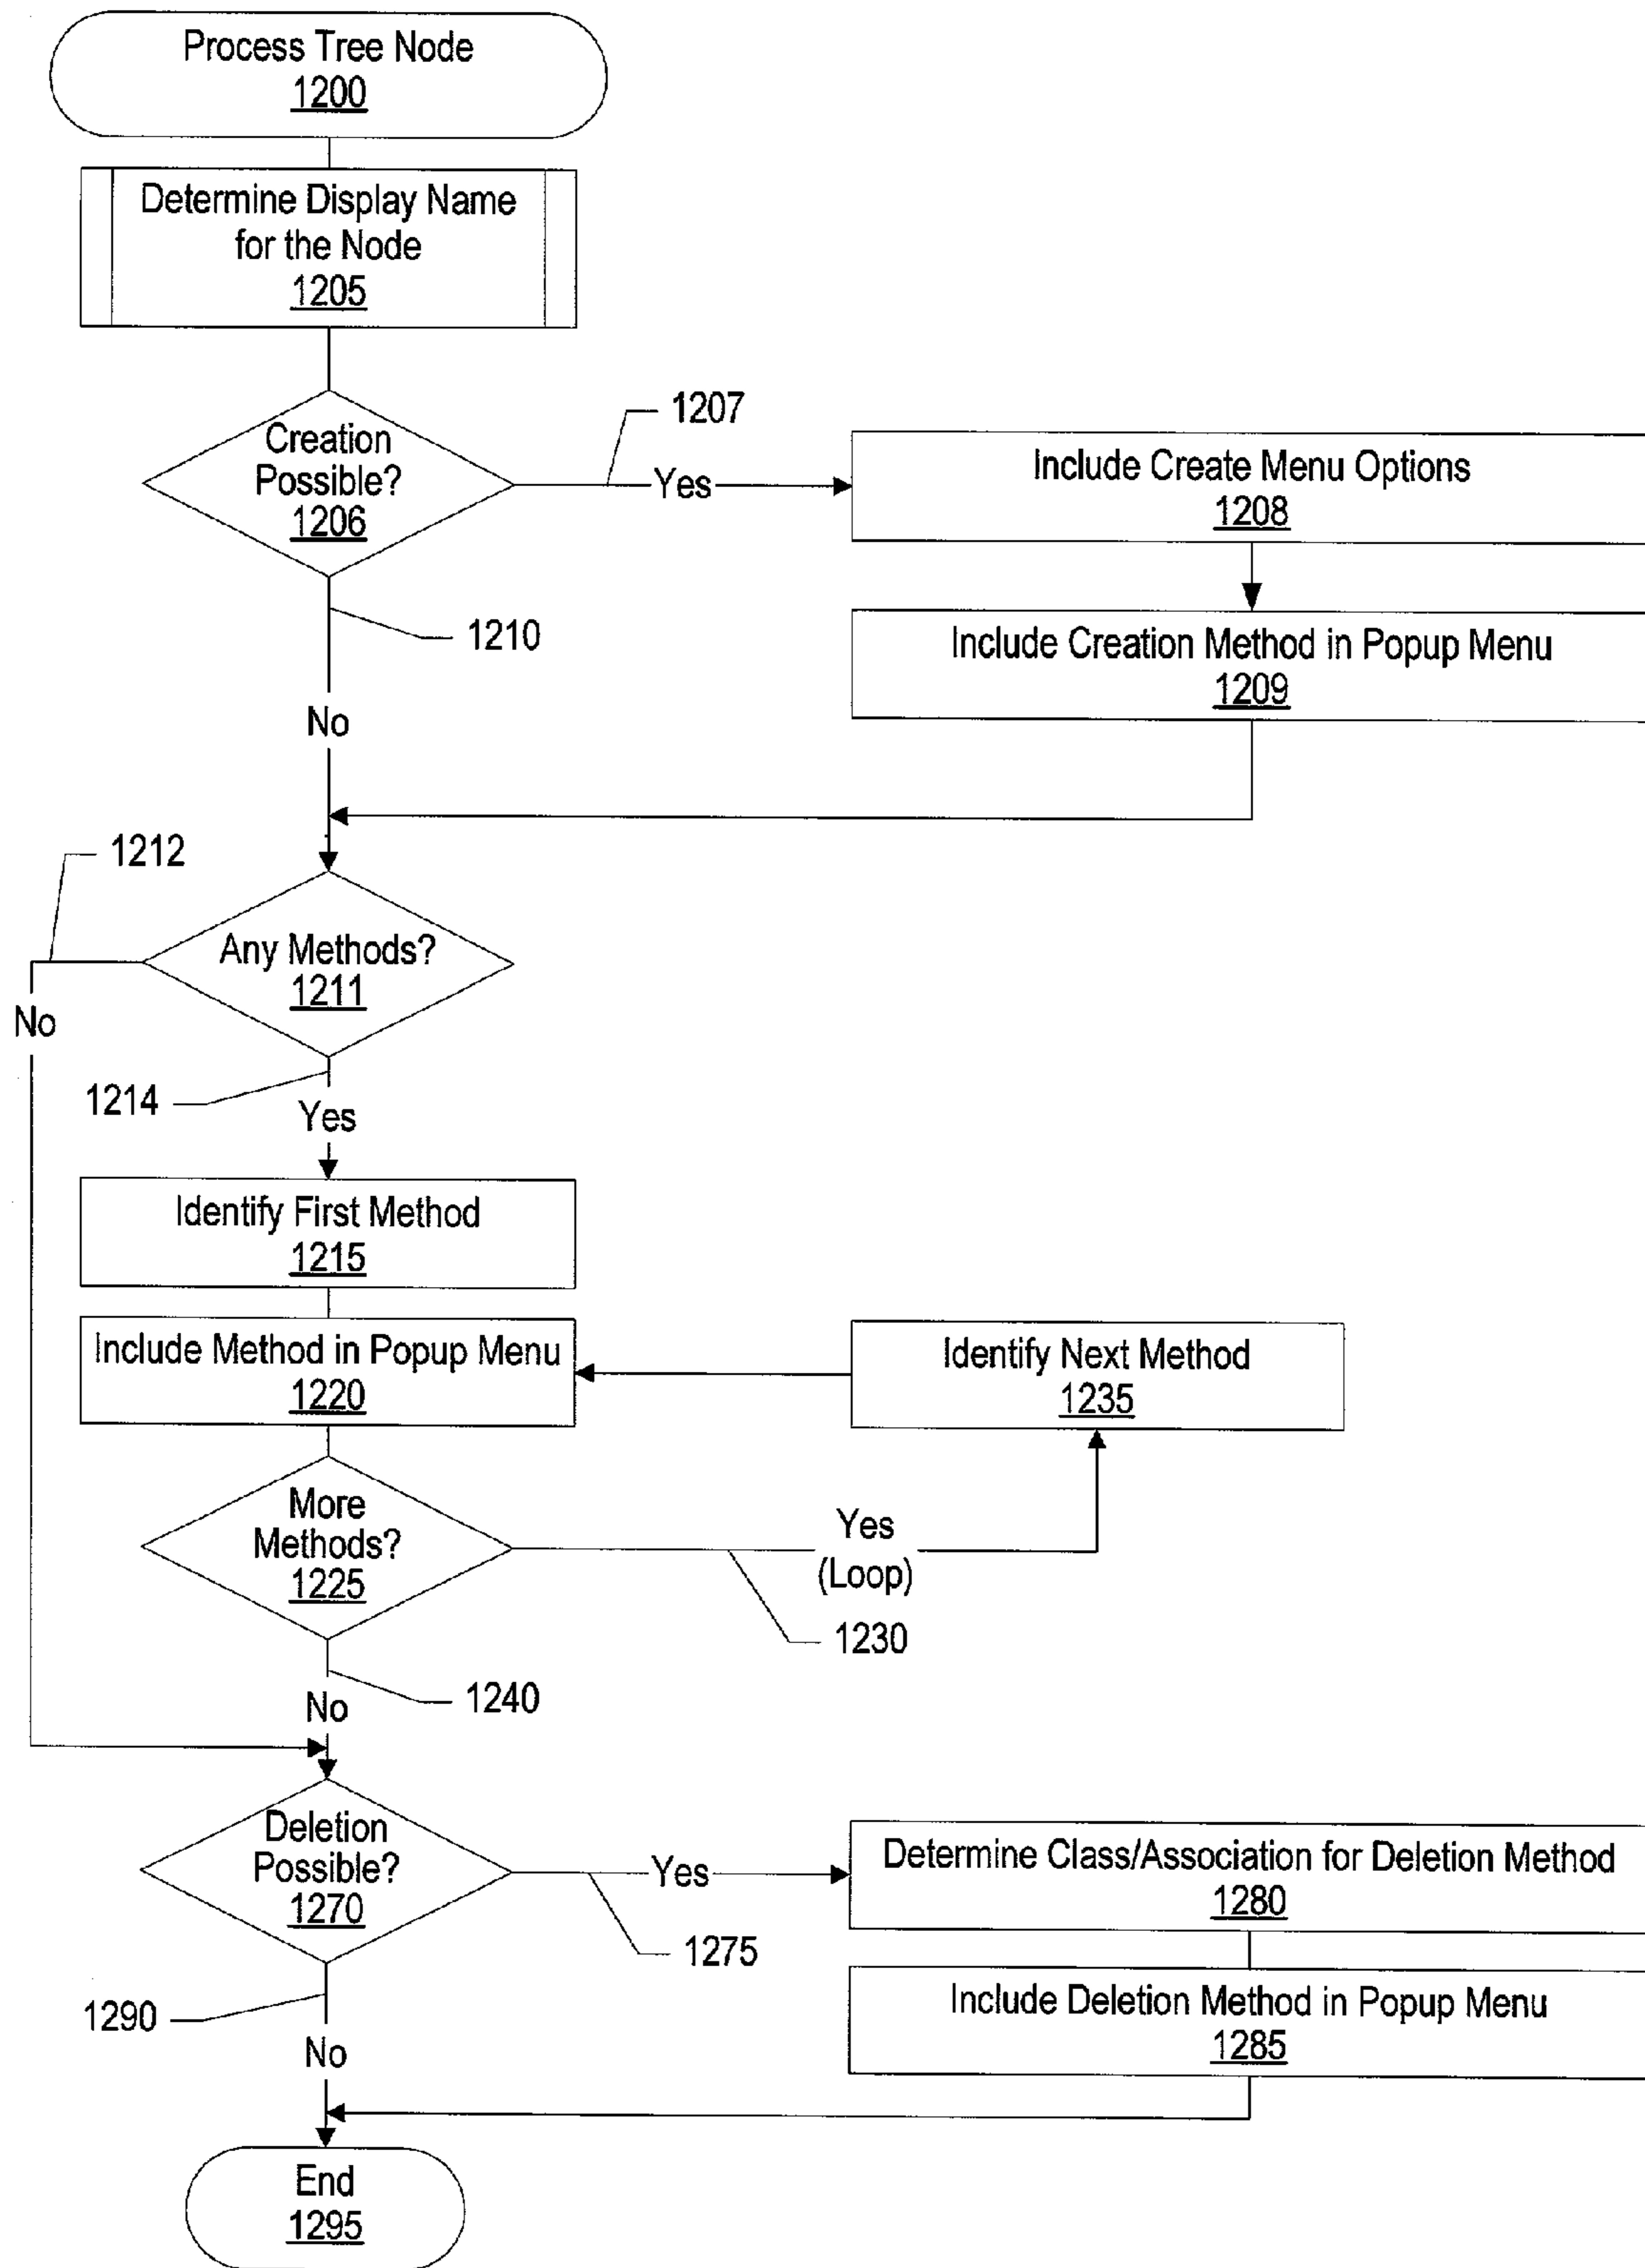 Process Tree Node
1200
Determine Display Name
for the Node
1205
Creation
Possible?
1206
1207
Yes
Include Create Menu Options
1208
1210
Include Creation Method in Popup Menu
1209
No
1212
Any Methods?
1211
No
1214
Yes
Identify First Method
1215
Include Method in Popup Menu
1220
Identify Next Method
1235
More
Methods?
1225
Yes
(Loop)
1230
1240
No
Deletion
Possible?
1270
Yes
1275
Determine Class/Association for Deletion Method
1280
Include Deletion Method in Popup Menu
1285
1290
No
End
1295